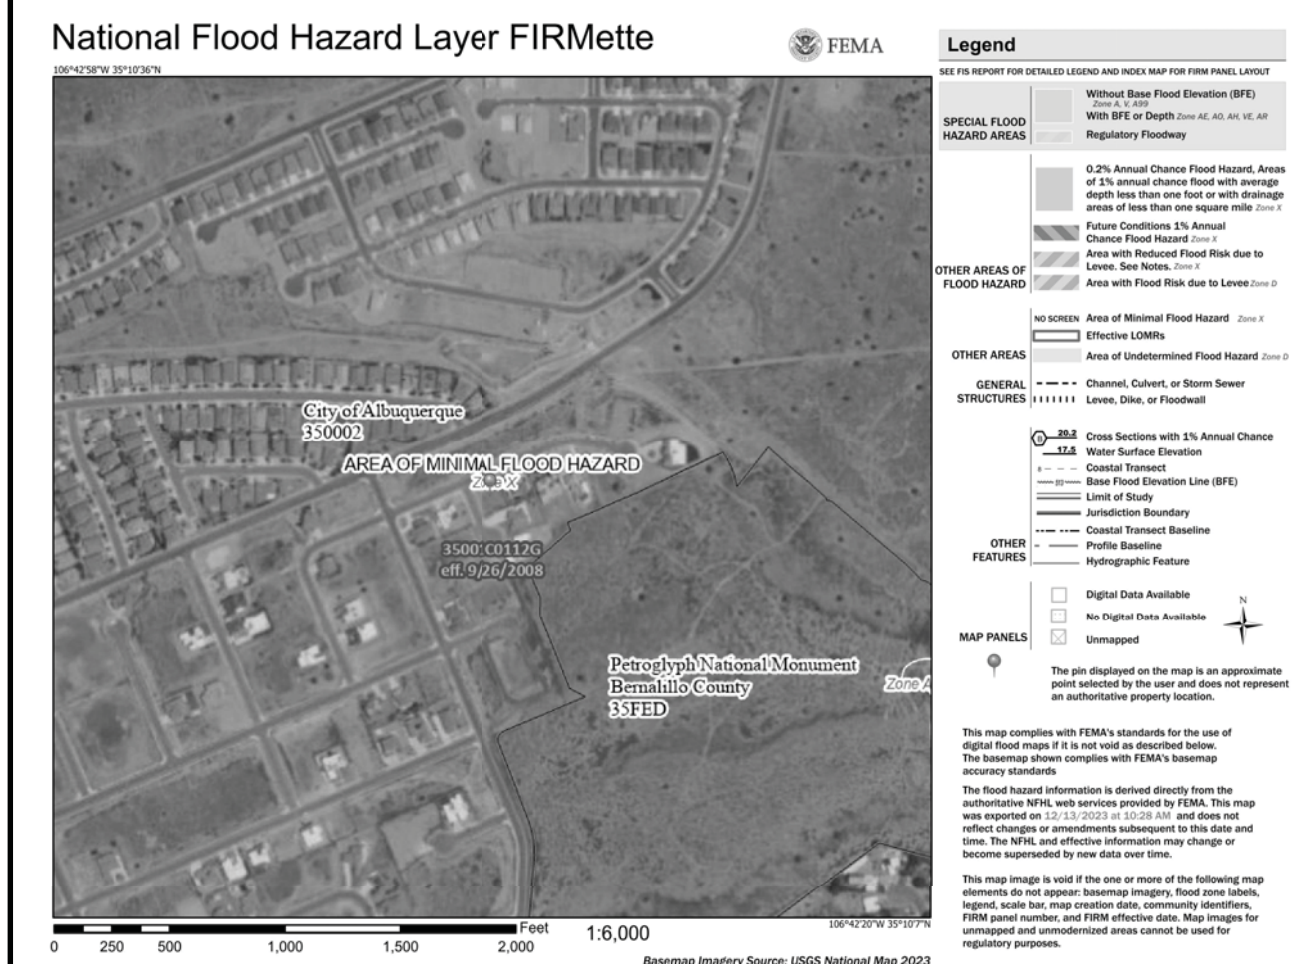 National Flood Hazard Layer FIRMette
FEMA
106°42'58"W 35°10'36"N
City of Albuquerque
350002
AREA OF MINIMAL FLOOD HAZARD
Zone X
eff. 9/26/2008
Petroglyph National Monument
Bernalillo County
35FED
Zone A
0 250 500 1,000 1,500 2,000
Feet
1:6,000
106°42'20"W 35°10'7"N
Basemap Imagery Source: USGS National Map 2023
Legend
SEE FIS REPORT FOR DETAILED LEGEND AND INDEX MAP FOR FIRM PANEL LAYOUT
SPECIAL FLOOD
HAZARD AREAS
Without Base Flood Elevation (BFE)
Zone A, V, A99
With BFE or Depth Zone AE, AO, AH, VE, AR
Regulatory Floodway
OTHER AREAS OF
FLOOD HAZARD
0.2% Annual Chance Flood Hazard, Areas
of 1% annual chance flood with average
depth less than one foot or with drainage
areas of less than one square mile Zone X
Future Conditions 1% Annual
Chance Flood Hazard Zone X
Area with Reduced Flood Risk due to
Levee. See Notes. Zone X
Area with Flood Risk due to Levee Zone D
OTHER AREAS
NO SCREEN Area of Minimal Flood Hazard Zone X
Effective LOMRs
Area of Undetermined Flood Hazard Zone D
GENERAL
STRUCTURES
Channel, Culvert, or Storm Sewer
Levee, Dike, or Floodwall
OTHER
FEATURES
B 20.2 Cross Sections with 1% Annual Chance
17.5 Water Surface Elevation
8 Coastal Transect
513 Base Flood Elevation Line (BFE)
Limit of Study
Jurisdiction Boundary
Coastal Transect Baseline
Profile Baseline
Hydrographic Feature
MAP PANELS
Digital Data Available
No Digital Data Available
Unmapped
N
The pin displayed on the map is an approximate
point selected by the user and does not represent
an authoritative property location.
This map complies with FEMA's standards for the use of
digital flood maps if it is not void as described below.
The basemap shown complies with FEMA's basemap
accuracy standards
The flood hazard information is derived directly from the
authoritative NFHL web services provided by FEMA. This map
was exported on 12/13/2023 at 10:28 AM and does not
reflect changes or amendments subsequent to this date and
time. The NFHL and effective information may change or
become superseded by new data over time.
This map image is void if the one or more of the following map
elements do not appear: basemap imagery, flood zone labels,
legend, scale bar, map creation date, community identifiers,
FIRM panel number, and FIRM effective date. Map images for
unmapped and unmodernized areas cannot be used for
regulatory purposes.